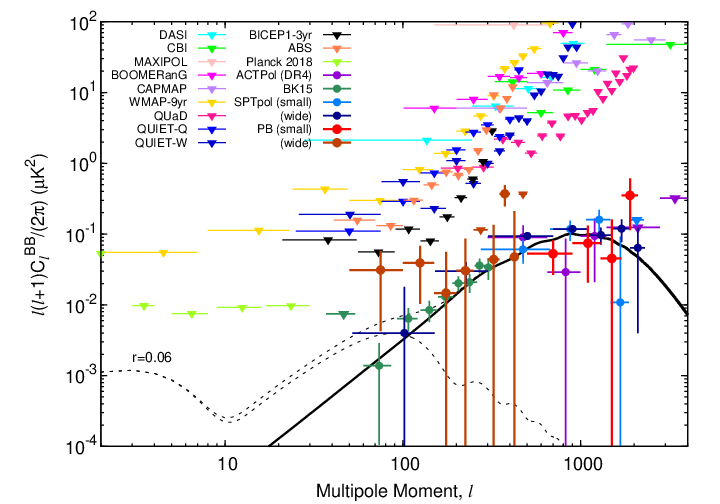 10²
10¹
10⁰
10⁻¹
10⁻²
10⁻³
10⁻⁴
l(l+1)C_l^BB/(2π) (μK²)
DASI
CBI
MAXIPOL
BOOMERanG
CAPMAP
WMAP-9yr
QUaD
QUIET-Q
QUIET-W
BICEP1-3yr
ABS
Planck 2018
ACTPol (DR4)
BK15
SPTpol (small)
(wide)
PB (small)
(wide)
r=0.06
10
100
1000
Multipole Moment, l